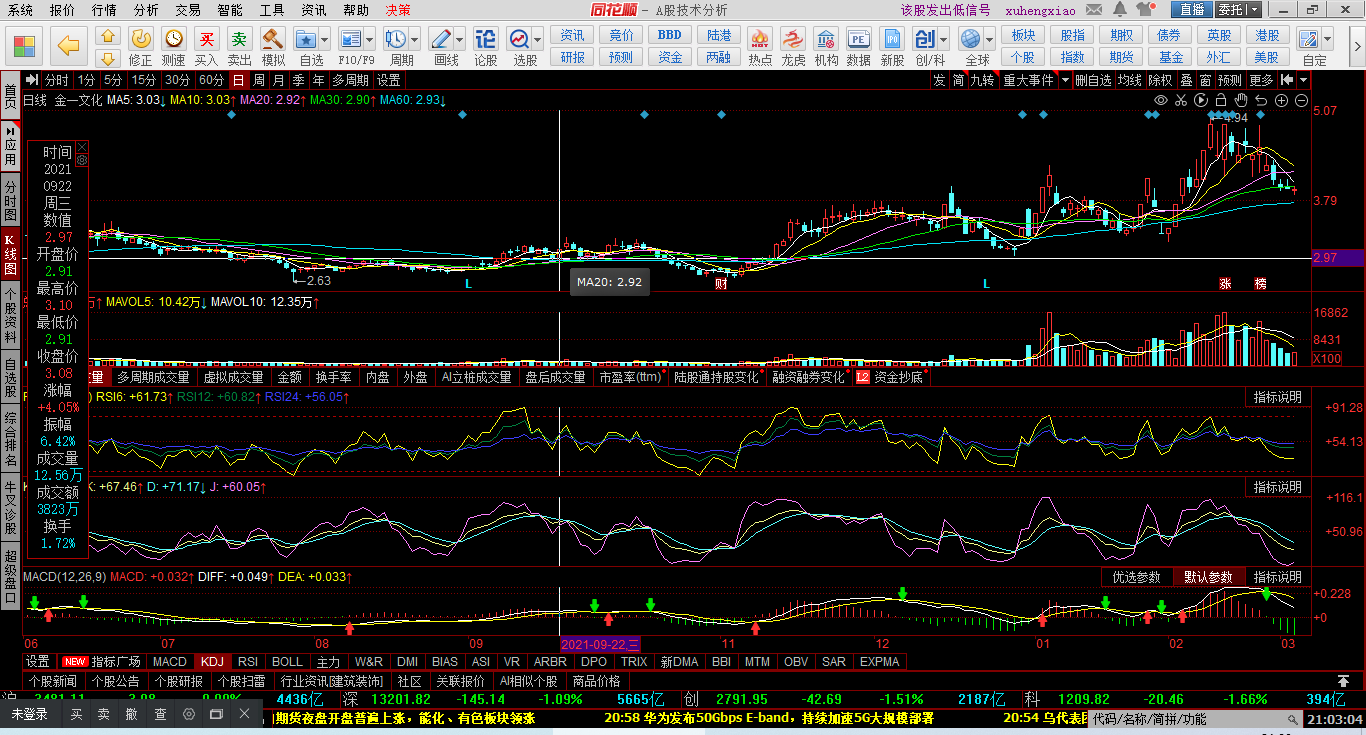 系统 报价 行情 分析 交易 智能 工具 资讯 帮助 决策 同花顺 - A股技术分析 该股发出低信号 xuhengxiao 直播 委托
买 卖 论 创 资讯 竞价 BBD 陆港 HOT PE IPO 板块 股指 期权 债券 英股 港股
修正 测速 买入 卖出 模拟 自选 F10/F9 周期 画线 论股 选股 研报 预测 资金 两融 热点 龙虎 机构 数据 新股 创/科 全球 个股 指数 期货 基金 外汇 美股 自定
首页
应用
分时图
K线图
个股资料
自选股
综合排名
牛叉诊股
超级盘口
分时 1分 5分 15分 30分 60分 日 周 月 季 年 多周期 设置 发 简 九转 重大事件 删自选 均线 除权 叠 窗 预测 更多
日线 金一文化 MA5: 3.03↓ MA10: 3.03↑ MA20: 2.92↑ MA30: 2.90↑ MA60: 2.93↓
5.07
4.94
3.79
2.97
2.63
MA20: 2.92
L 财 L 涨 榜
时间
2021
0922
周三
数值
2.97
开盘价
2.91
最高价
3.10
最低价
2.91
收盘价
3.08
涨幅
+4.05%
振幅
6.42%
成交量
12.56万
成交额
3823万
换手
1.72%
万↑ MAVOL5: 10.42万↓ MAVOL10: 12.35万↑
16862
8431
X100
量 多周期成交量 虚拟成交量 金额 换手率 内盘 外盘 AI立桩成交量 盘后成交量 市盈率(ttm) 陆股通持股变化 融资融券变化 L2 资金抄底
) RSI6: +61.73↑ RSI12: +60.82↑ RSI24: +56.05↑ 指标说明
+91.28
+54.13
K: +67.46↑ D: +71.17↓ J: +60.05↑ 指标说明
+116.1
+50.96
MACD(12,26,9) MACD: +0.032↑ DIFF: +0.049↑ DEA: +0.033↑ 优选参数 默认参数 指标说明
+0.228
+0
06 07 08 09 2021-09-22,三 11 12 01 02 03
设置 NEW 指标广场 MACD KDJ RSI BOLL 主力 W&R DMI BIAS ASI VR ARBR DPO TRIX 新DMA BBI MTM OBV SAR EXPMA
个股新闻 个股公告 个股研报 个股扫雷 行业资讯[建筑装饰] 社区 关联报价 AI相似个股 商品价格
4436亿 深 13201.82 -145.14 -1.09% 5665亿 创 2791.95 -42.69 -1.51% 2187亿 科 1209.82 -20.46 -1.66% 394亿
未登录 买 卖 撤 查 期货夜盘开盘普遍上涨，能化、有色板块领涨 20:58 华为发布50Gbps E-band，持续加速5G大规模部署 20:54 乌代表团 代码/名称/简拼/功能 21:03:04